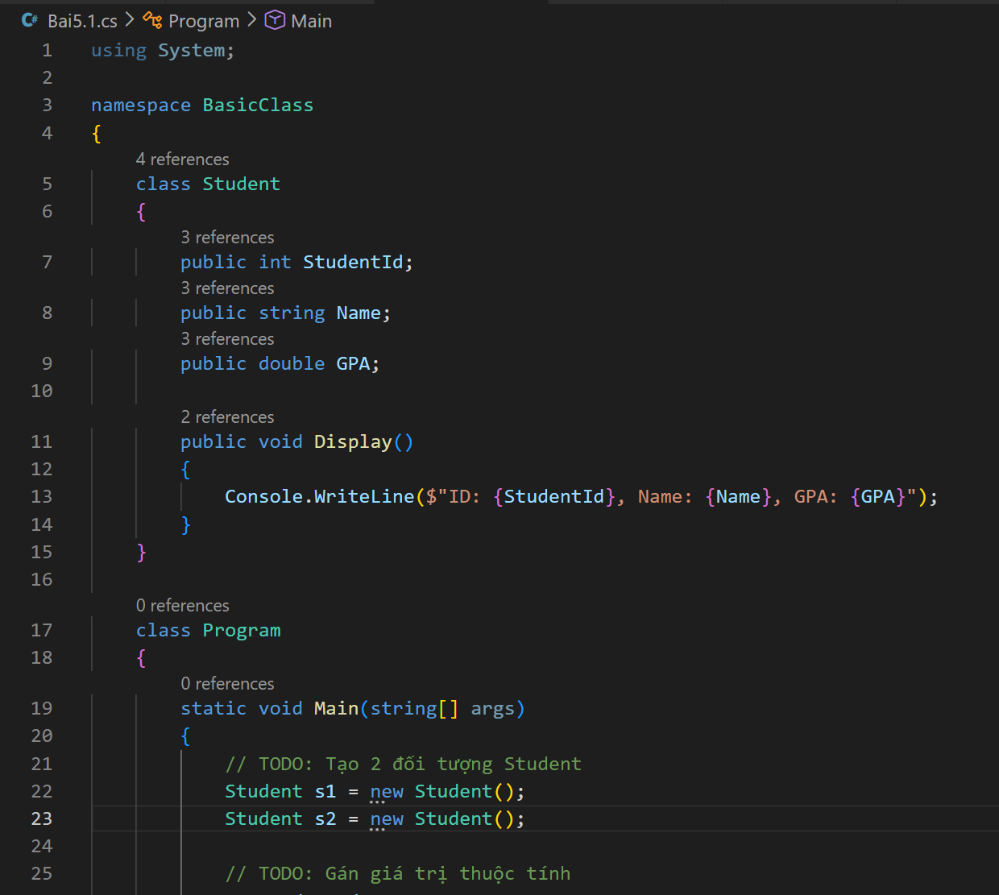 C# Bai5.1.cs > Program > Main
1 using System;
2
3 namespace BasicClass
4 {
4 references
5 class Student
6 {
3 references
7 public int StudentId;
3 references
8 public string Name;
3 references
9 public double GPA;
10
2 references
11 public void Display()
12 {
13 Console.WriteLine($"ID: {StudentId}, Name: {Name}, GPA: {GPA}");
14 }
15 }
16
0 references
17 class Program
18 {
0 references
19 static void Main(string[] args)
20 {
21 // TODO: Tạo 2 đối tượng Student
22 Student s1 = new Student();
23 Student s2 = new Student();
24
25 // TODO: Gán giá trị thuộc tính